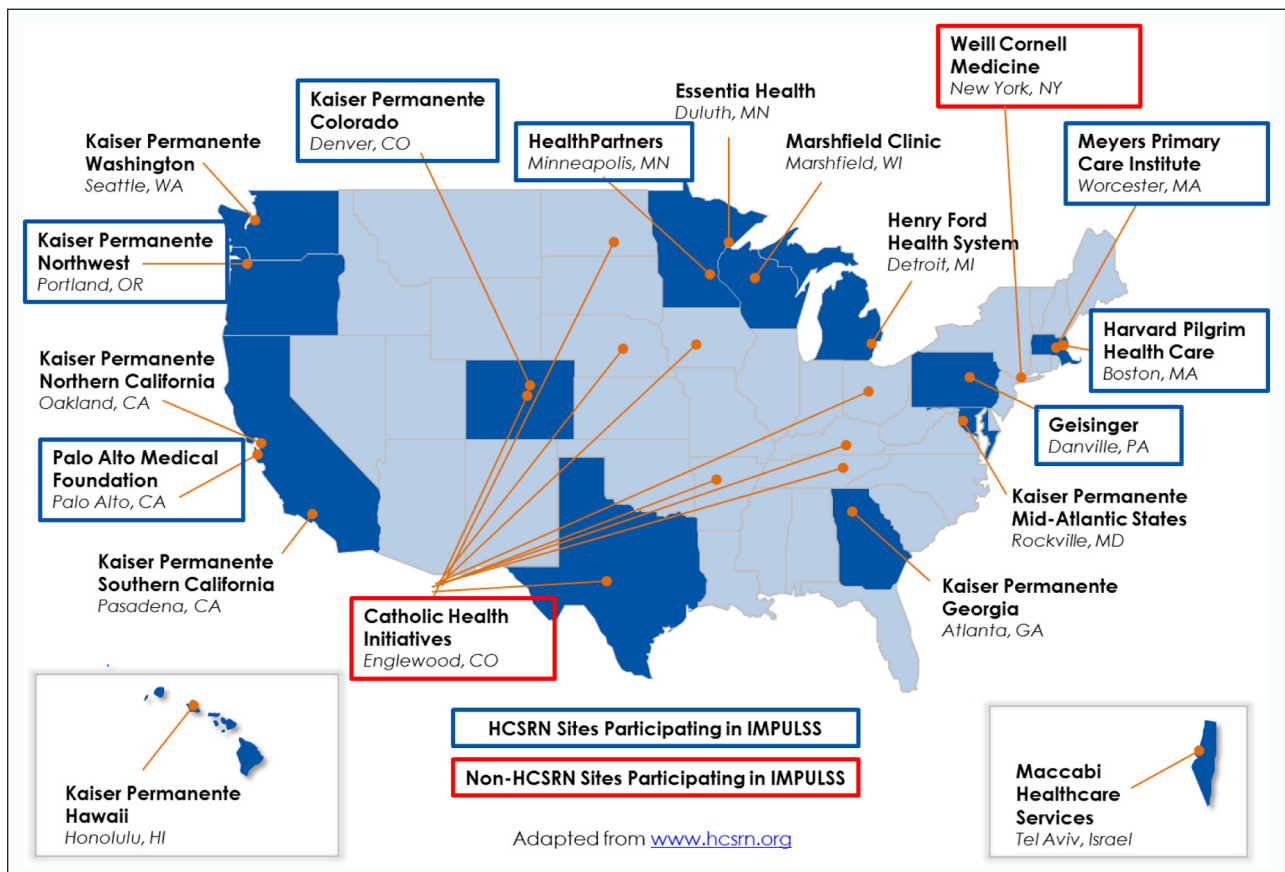 Weill Cornell
Medicine
New York, NY
Kaiser Permanente
Colorado
Denver, CO
Essentia Health
Duluth, MN
HealthPartners
Minneapolis, MN
Marshfield Clinic
Marshfield, WI
Meyers Primary
Care Institute
Worcester, MA
Kaiser Permanente
Washington
Seattle, WA
Henry Ford
Health System
Detroit, MI
Kaiser Permanente
Northwest
Portland, OR
Harvard Pilgrim
Health Care
Boston, MA
Kaiser Permanente
Northern California
Oakland, CA
Geisinger
Danville, PA
Palo Alto Medical
Foundation
Palo Alto, CA
Kaiser Permanente
Mid-Atlantic States
Rockville, MD
Kaiser Permanente
Southern California
Pasadena, CA
Kaiser Permanente
Georgia
Atlanta, GA
Catholic Health
Initiatives
Englewood, CO
HCSRN Sites Participating in IMPULSS
Non-HCSRN Sites Participating in IMPULSS
Kaiser Permanente
Hawaii
Honolulu, HI
Maccabi
Healthcare
Services
Tel Aviv, Israel
Adapted from www.hcsrn.org